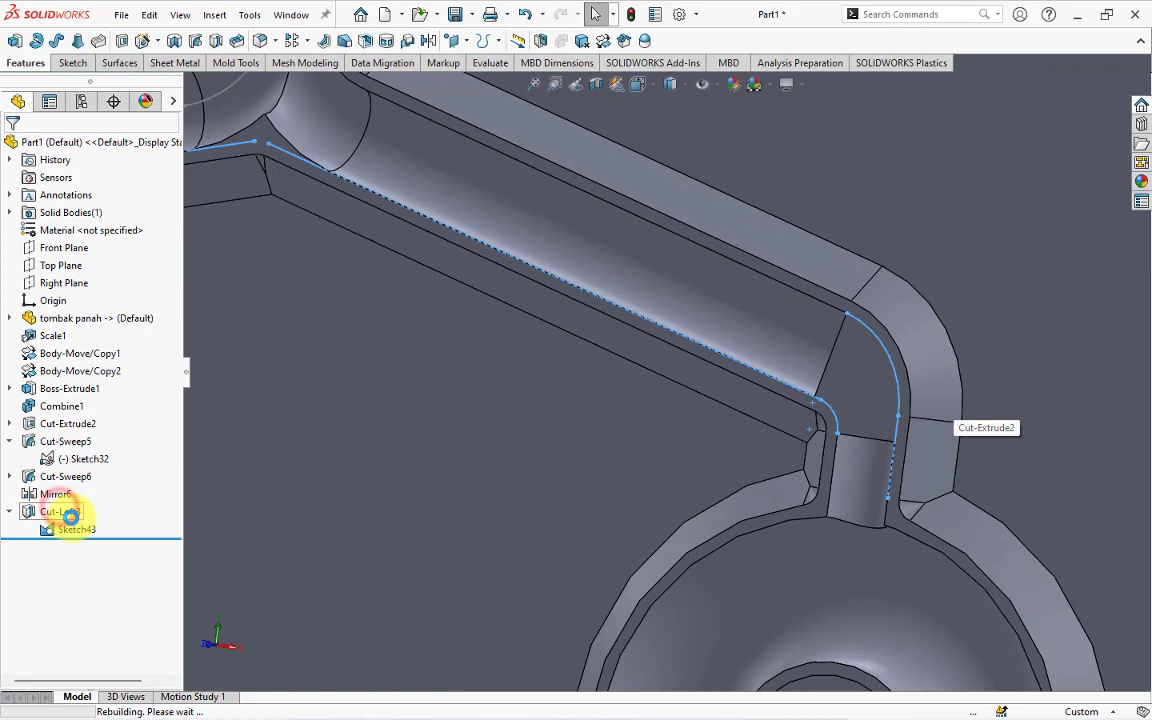 SOLIDWORKS File Edit View Insert Tools Window Part1 * Search Commands
Features Sketch Surfaces Sheet Metal Mold Tools Mesh Modeling Data Migration Markup Evaluate MBD Dimensions SOLIDWORKS Add-Ins MBD Analysis Preparation SOLIDWORKS Plastics
Part1 (Default) <<Default>_Display Sta
History
Sensors
Annotations
Solid Bodies(1)
Material <not specified>
Front Plane
Top Plane
Right Plane
Origin
tombak panah -> (Default)
Scale1
Body-Move/Copy1
Body-Move/Copy2
Boss-Extrude1
Combine1
Cut-Extrude2
Cut-Extrude2
Cut-Sweep5
(-) Sketch32
Cut-Sweep6
Mirror6
Sketch43
Model 3D Views Motion Study 1
Rebuilding. Please wait ... ... Custom